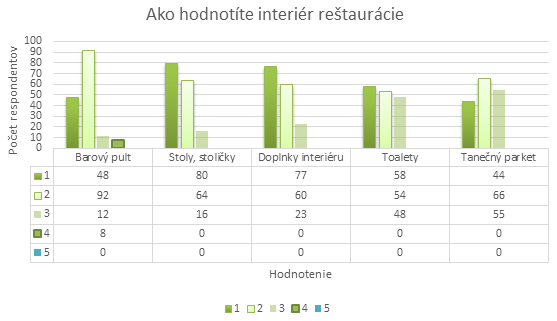 Ako hodnotíte interiér reštaurácie
Počet respondentov
100
90
80
70
60
50
40
30
20
10
0
Barový pult Stoly, stoličky Doplnky interiéru Toalety Tanečný parket
1 48 80 77 58 44
2 92 64 60 54 66
3 12 16 23 48 55
4 8 0 0 0 0
5 0 0 0 0 0
Hodnotenie
1 2 3 4 5